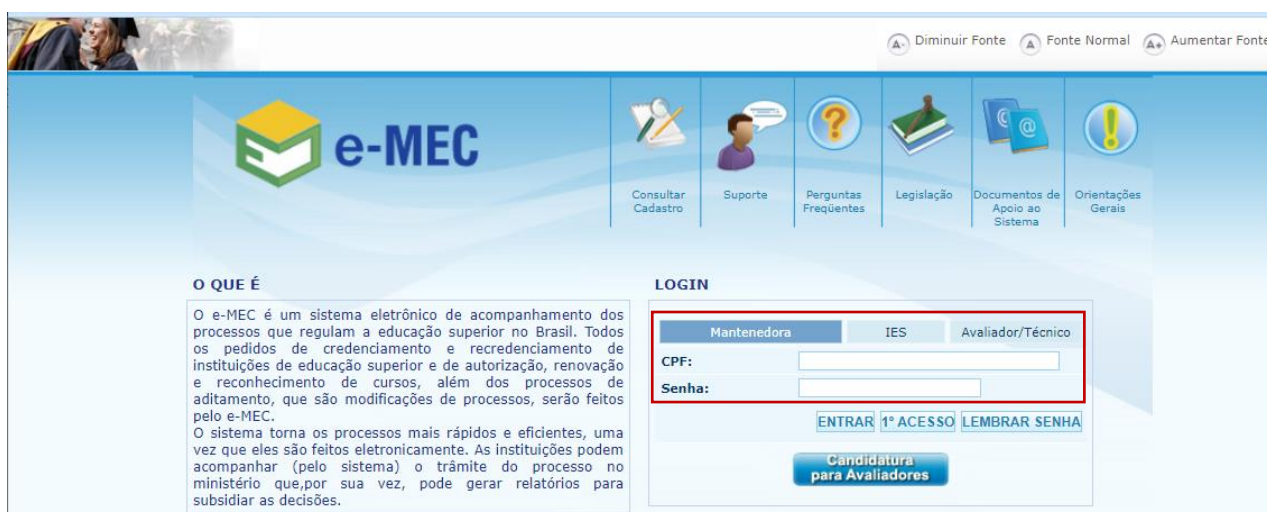 A- Diminuir Fonte A Fonte Normal A+ Aumentar Fonte
e-MEC
Consultar
Cadastro
Suporte
Perguntas
Freqüentes
Legislação
Documentos de
Apoio ao
Sistema
Orientações
Gerais
O QUE É
O e-MEC é um sistema eletrônico de acompanhamento dos
processos que regulam a educação superior no Brasil. Todos
os pedidos de credenciamento e recredenciamento de
instituições de educação superior e de autorização, renovação
e reconhecimento de cursos, além dos processos de
aditamento, que são modificações de processos, serão feitos
pelo e-MEC.
O sistema torna os processos mais rápidos e eficientes, uma
vez que eles são feitos eletronicamente. As instituições podem
acompanhar (pelo sistema) o trâmite do processo no
ministério que,por sua vez, pode gerar relatórios para
subsidiar as decisões.
LOGIN
Mantenedora IES Avaliador/Técnico
CPF:
Senha:
ENTRAR 1º ACESSO LEMBRAR SENHA
Candidatura
para Avaliadores